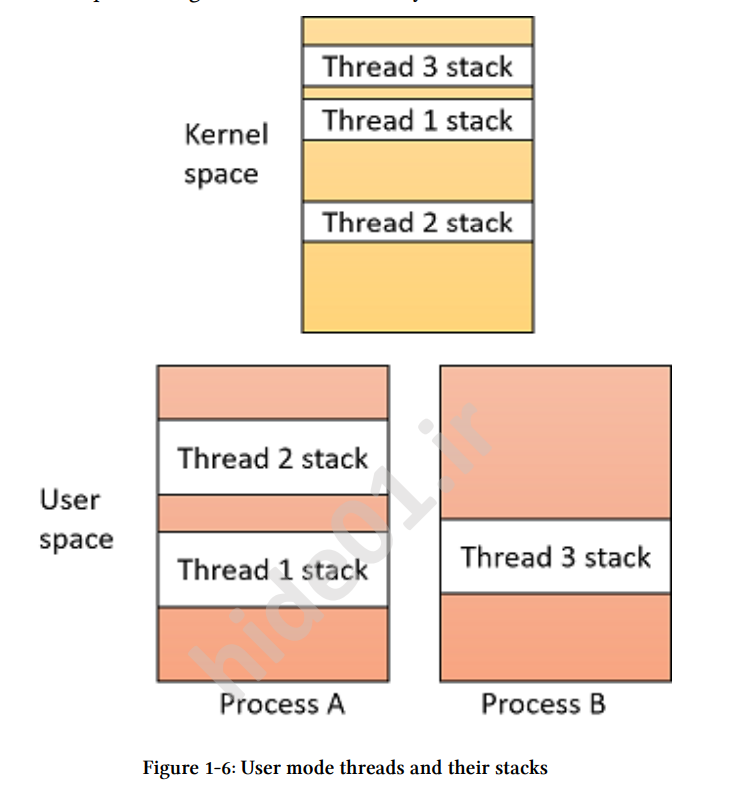 Thread 3 stack
Thread 1 stack
Kernel
space
Thread 2 stack
Thread 2 stack
User
space
Thread 1 stack
Thread 3 stack
hide01.ir
Process A
Process B
Figure 1-6: User mode threads and their stacks